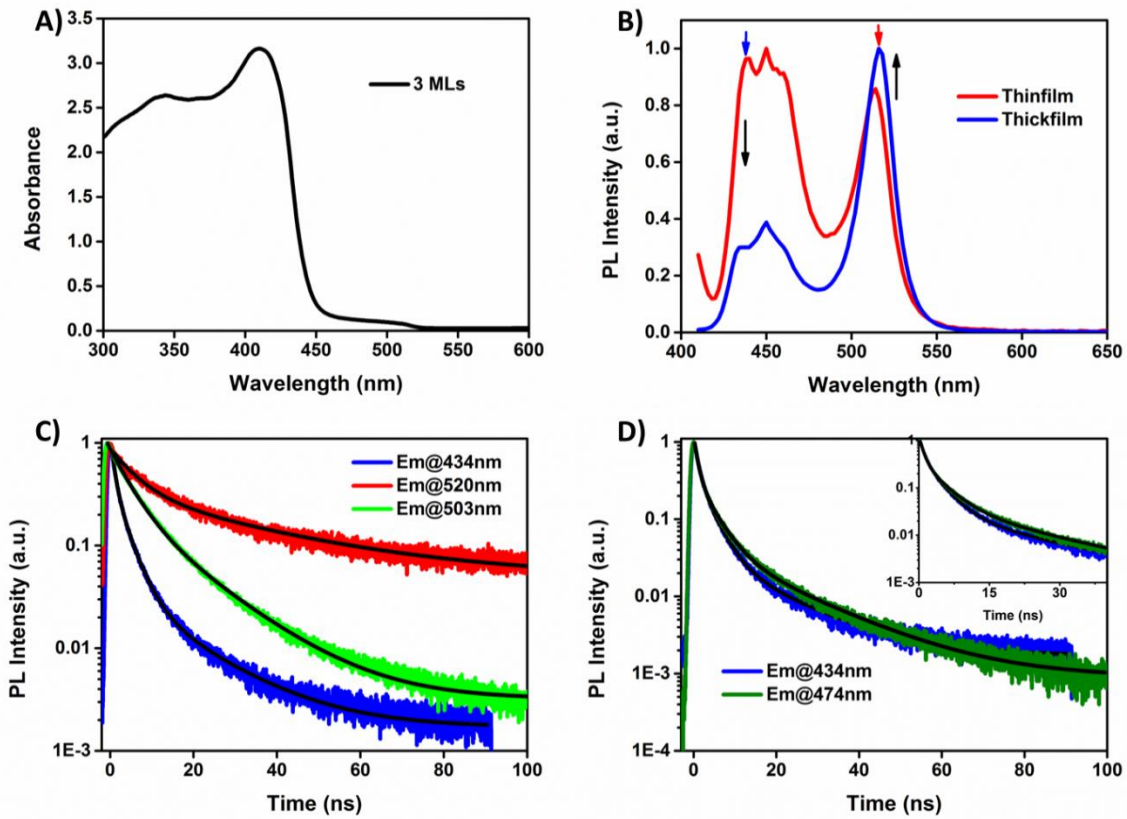 A)
3.5
3.0
2.5
2.0
1.5
1.0
0.5
0.0
300 350 400 450 500 550 600
Absorbance
Wavelength (nm)
3 MLs
B)
1.0
0.8
0.6
0.4
0.2
0.0
400 450 500 550 600 650
PL Intensity (a.u.)
Wavelength (nm)
Thinfilm
Thickfilm
C)
1
0.1
0.01
1E-3
0 20 40 60 80 100
PL Intensity (a.u.)
Time (ns)
Em@434nm
Em@520nm
Em@503nm
D)
1
0.1
0.01
1E-3
1E-4
0 20 40 60 80 100
PL Intensity (a.u.)
Time (ns)
Em@434nm
Em@474nm
1
0.1
0.01
1E-3
0 15 30
Time (ns)